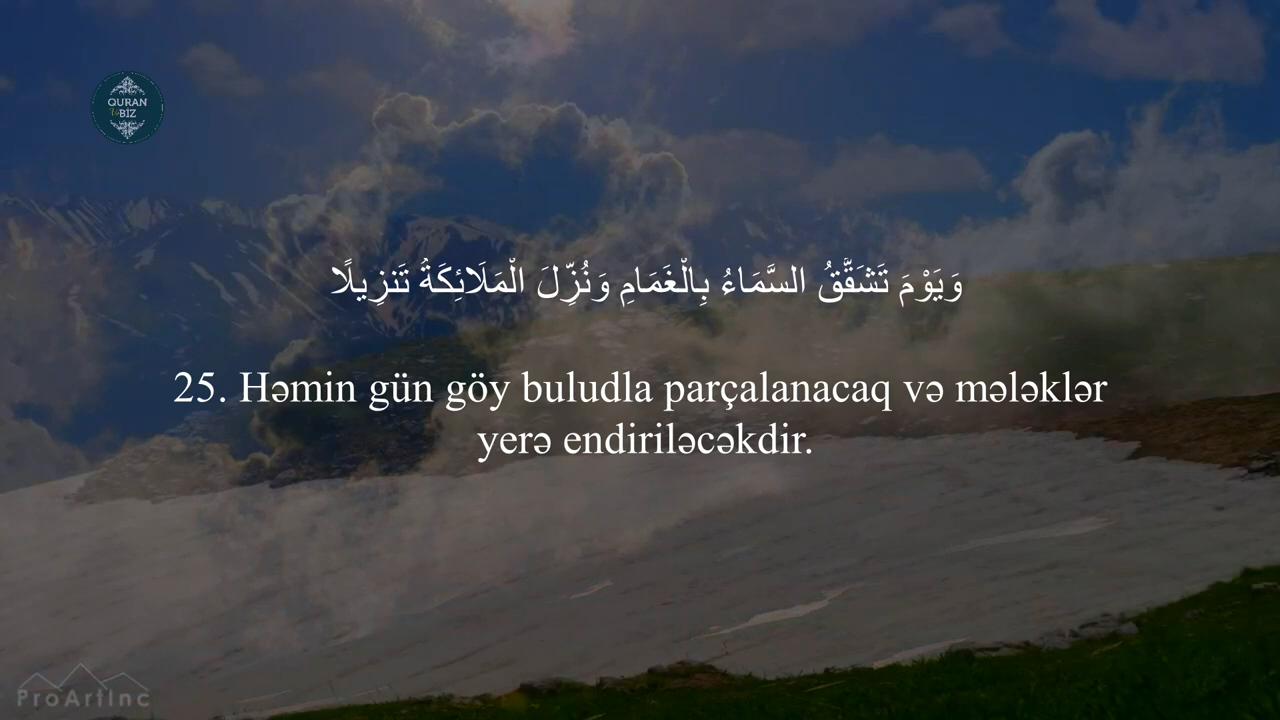 QURAN
VƏ BİZ
وَيَوْمَ تَشَقَّقُ السَّمَاءُ بِالْغَمَامِ وَنُزِّلَ الْمَلَائِكَةُ تَنزِيلًا
25. Həmin gün göy buludla parçalanacaq və mələklər
yerə endiriləcəkdir.
ProArtInc